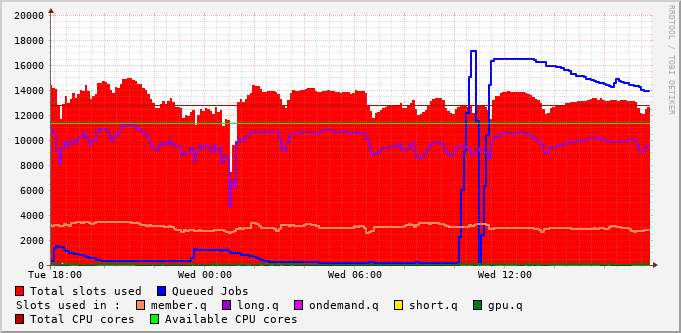 20000
18000
16000
14000
12000
10000
8000
6000
4000
2000
0
Tue 18:00 Wed 00:00 Wed 06:00 Wed 12:00
RRDTOOL / TOBI OETIKER
Total slots used Queued Jobs
Slots used in : member.q long.q ondemand.q short.q gpu.q
Total CPU cores Available CPU cores